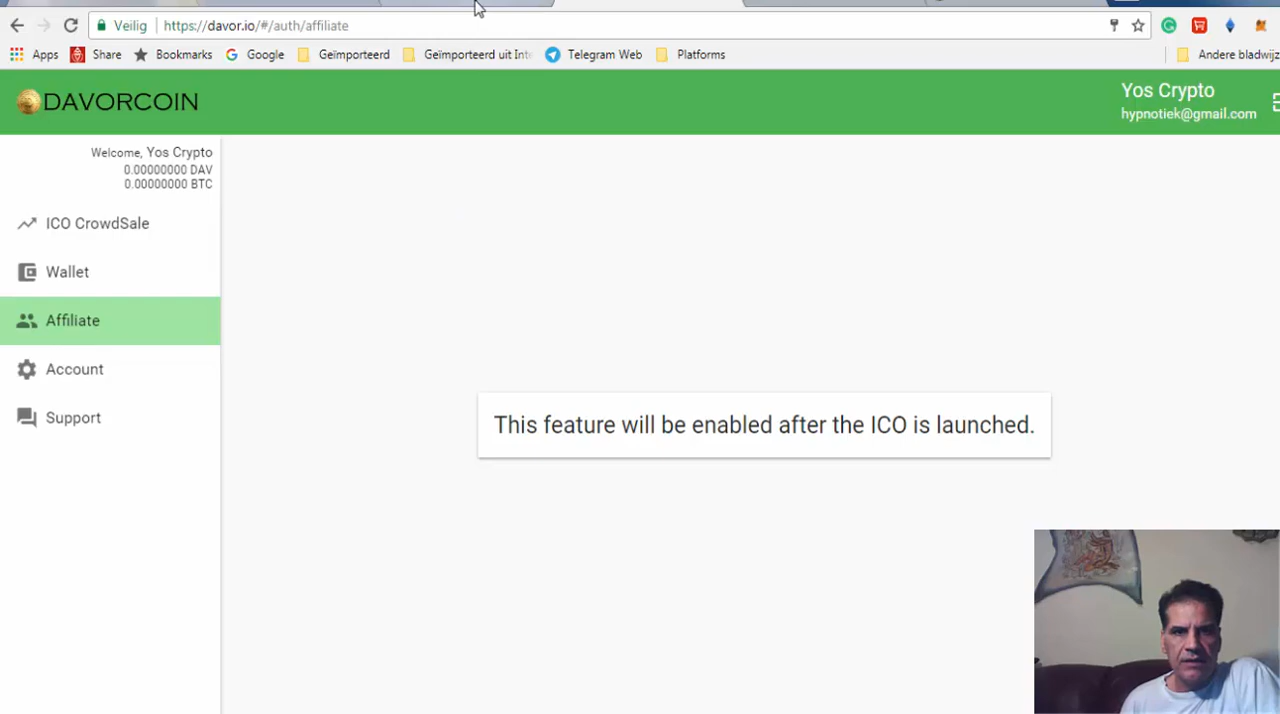 Veilig https://davor.io/#/auth/affiliate
Apps Share Bookmarks Google Geïmporteerd Geïmporteerd uit Inte Telegram Web Platforms Andere bladwijz
DAVORCOIN
Yos Crypto
hypnotiek@gmail.com
Welcome, Yos Crypto
0.00000000 DAV
0.00000000 BTC
ICO CrowdSale
Wallet
Affiliate
Account
Support
This feature will be enabled after the ICO is launched.